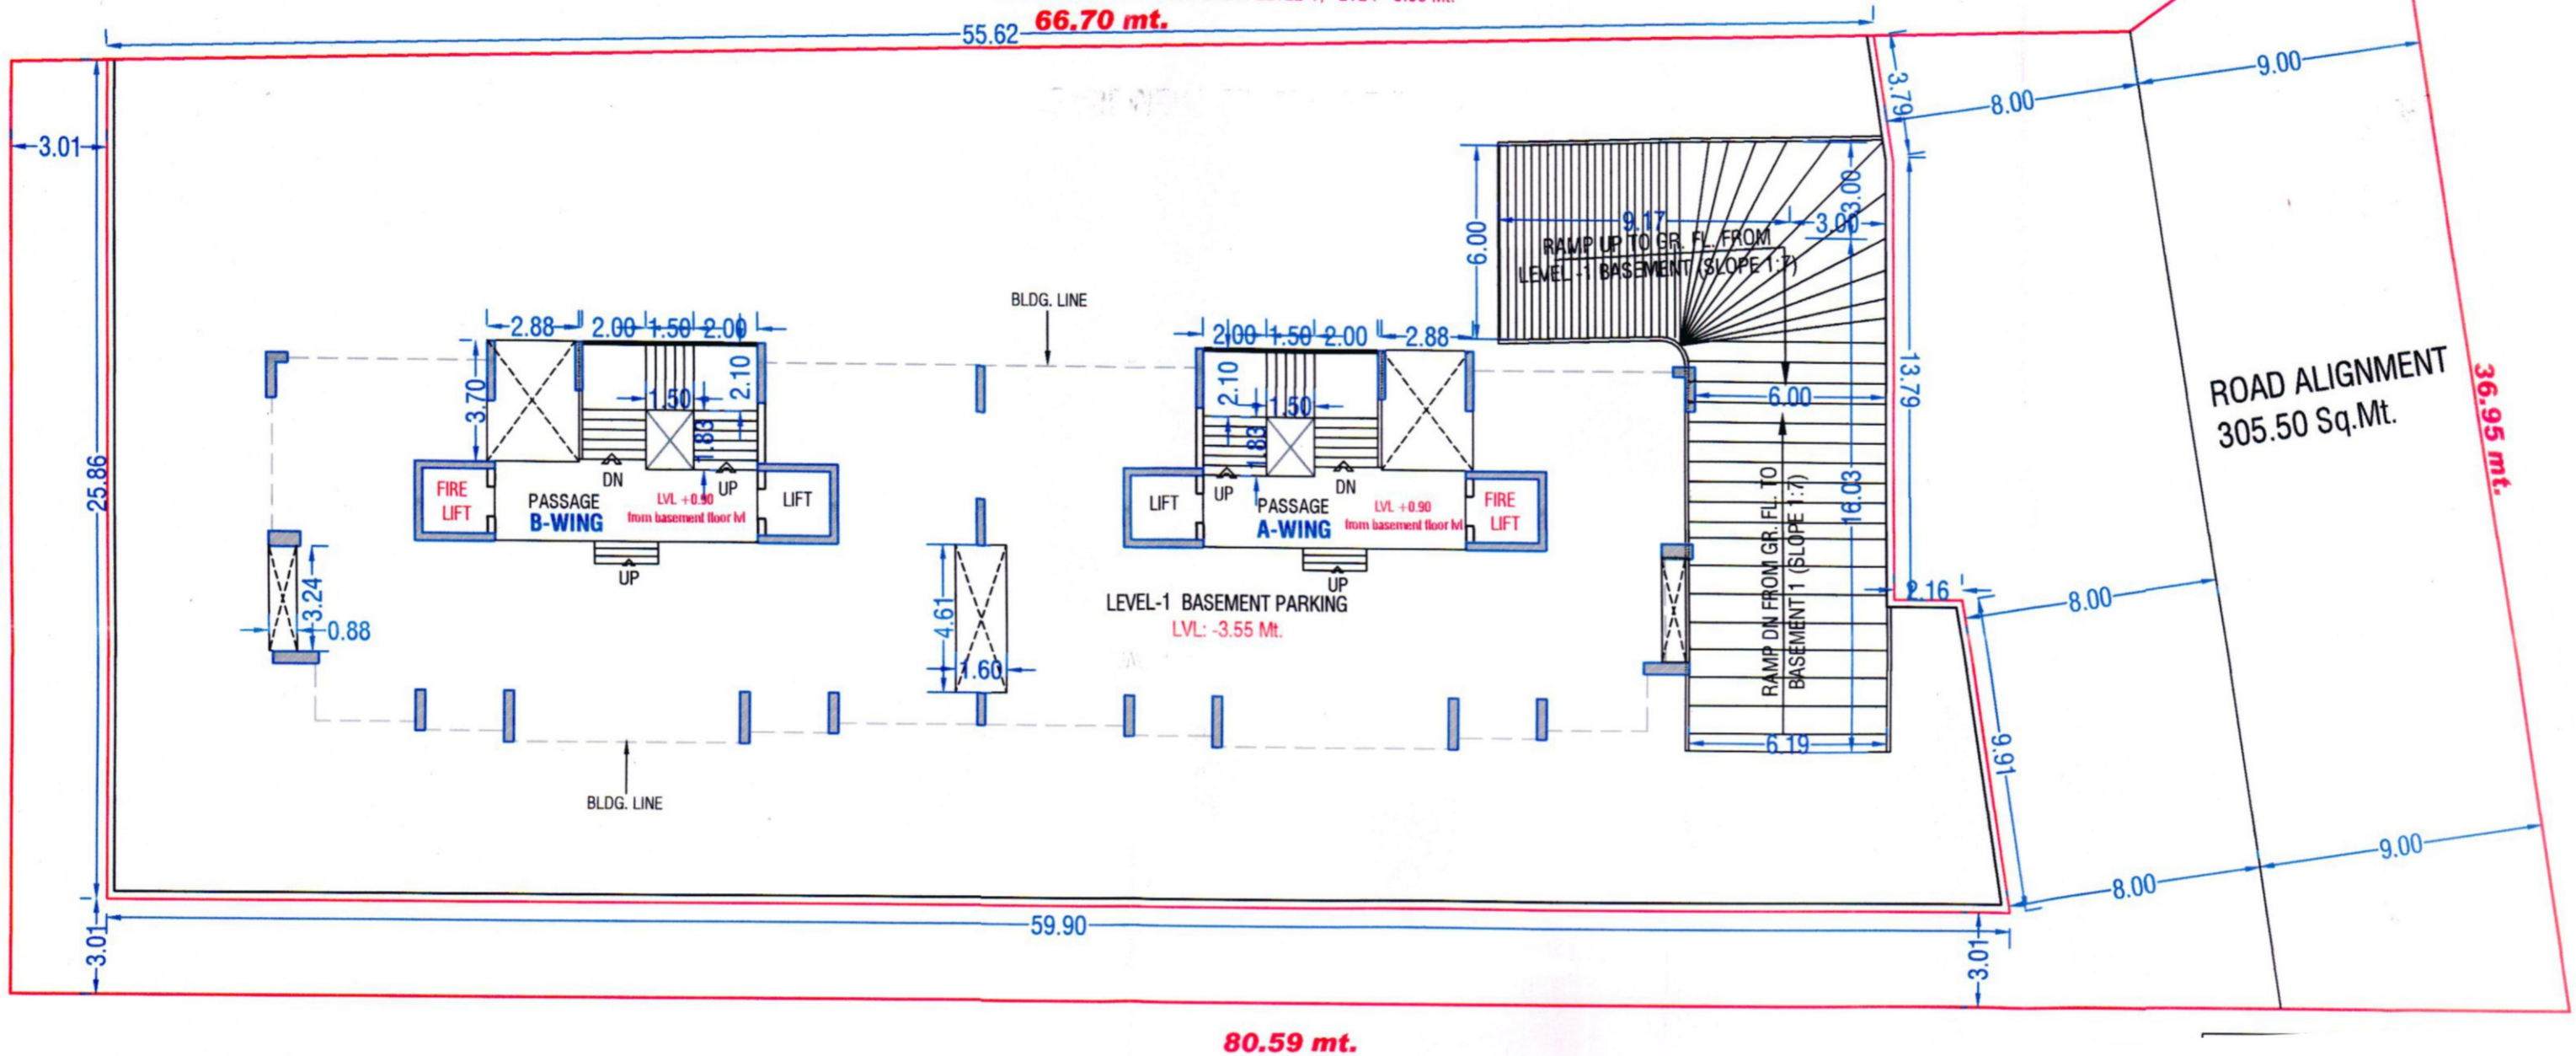 66.70 mt.
55.62
3.79
8.00
9.00
3.01
25.86
9.17
3.00
3.00
6.00
RAMP UP TO GR. FL. FROM
LEVEL -1 BASEMENT (SLOPE 1:7)
BLDG. LINE
2.88
2.00
1.50
2.00
2.00
1.50
2.00
2.88
3.70
2.10
1.50
1.83
2.10
1.50
1.83
6.00
13.79
ROAD ALIGNMENT
305.50 Sq.Mt.
36.95 mt.
FIRE
LIFT
PASSAGE
B-WING
DN
LVL +0.90
from basement floor lvl
UP
LIFT
UP
LIFT
UP
PASSAGE
A-WING
DN
LVL +0.90
from basement floor lvl
FIRE
LIFT
UP
16.03
RAMP DN FROM GR. FL. TO
BASEMENT 1 (SLOPE 1:7)
3.24
0.88
4.61
1.60
LEVEL-1 BASEMENT PARKING
LVL: -3.55 Mt.
2.16
8.00
6.19
9.91
BLDG. LINE
9.00
8.00
59.90
3.01
3.01
80.59 mt.